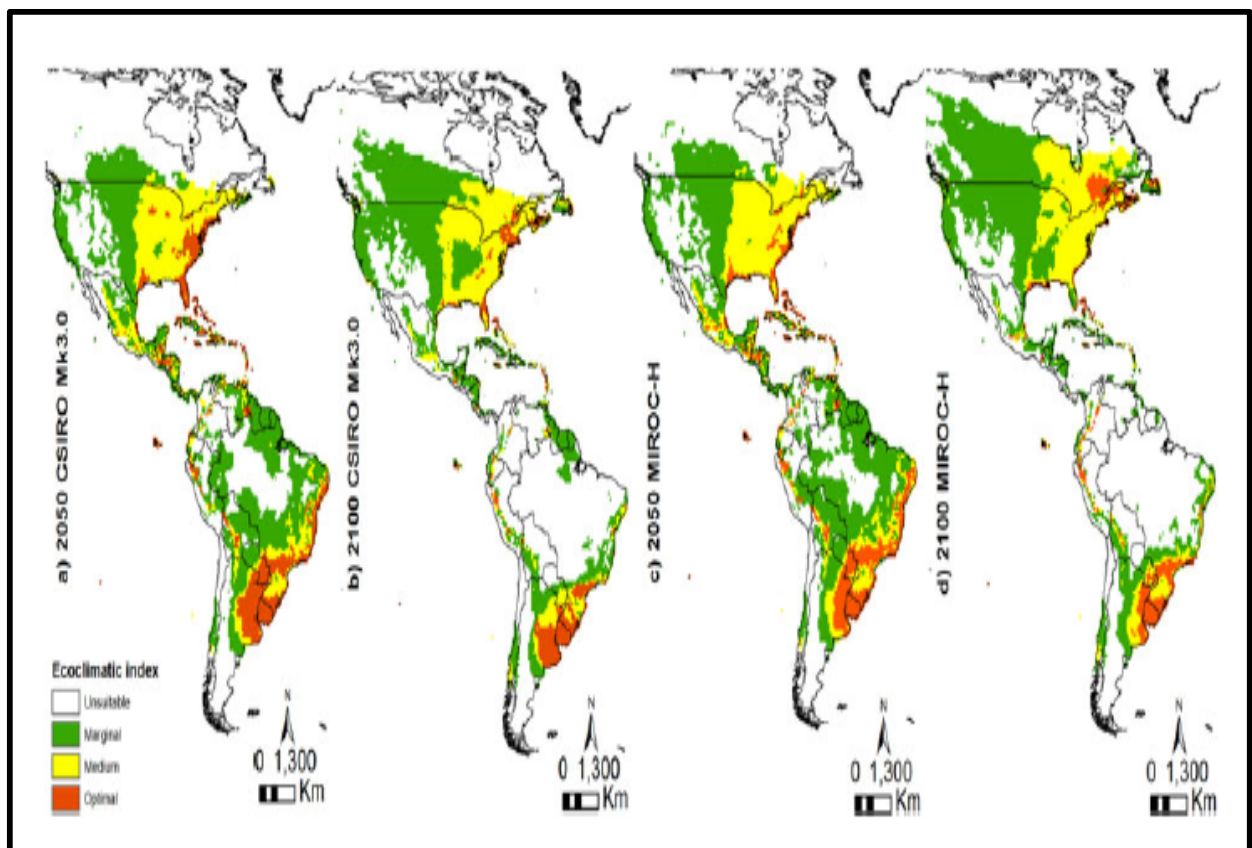 a) 2050 CSIRO Mk3.0
b) 2100 CSIRO Mk3.0
c) 2050 MIROC-H
d) 2100 MIROC-H
Ecoclimatic index
Unsuitable
Marginal
Medium
Optimal
N
0 1,300
Km
N
0 1,300
Km
N
0 1,300
Km
N
0 1,300
Km